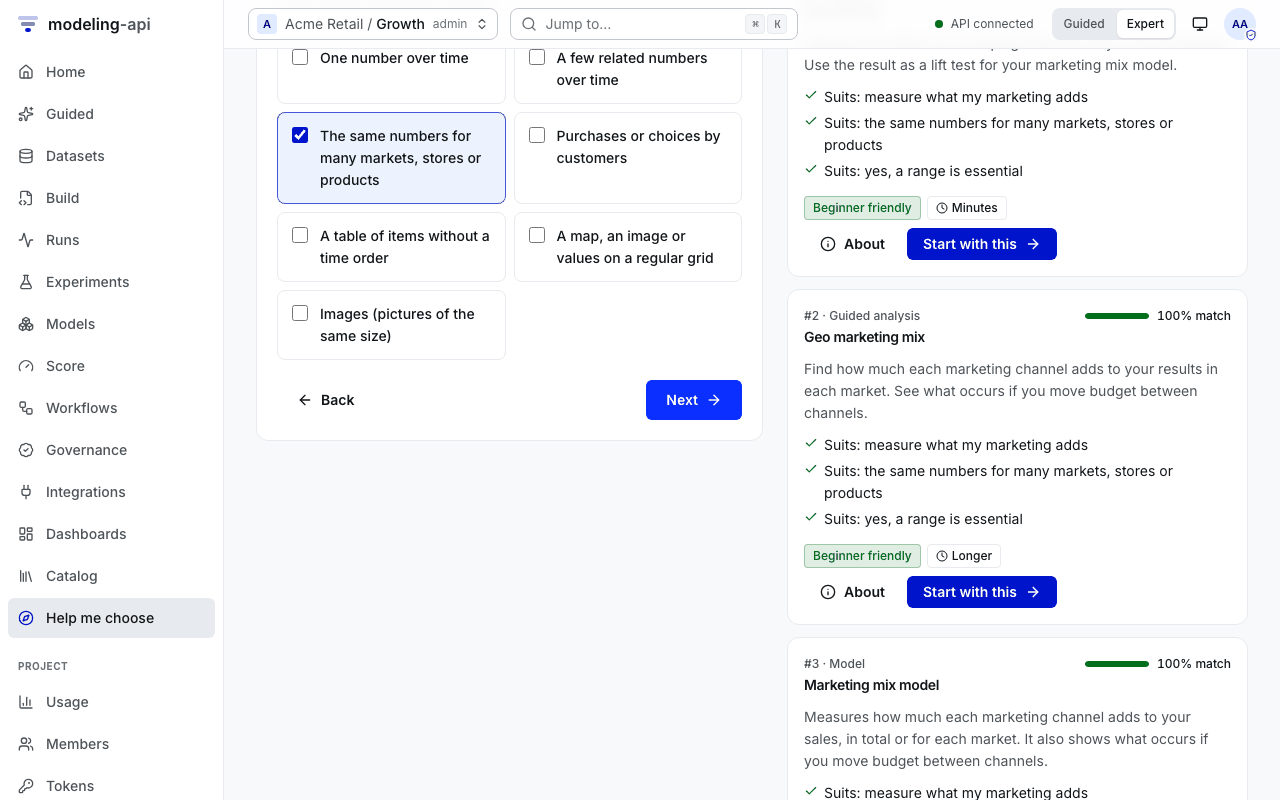 modeling-api
A
Acme Retail / Growth admin
Jump to...
⌘ K
API connected
Guided
Expert
AA
Home
Guided
Datasets
Build
Runs
Experiments
Models
Score
Workflows
Governance
Integrations
Dashboards
Catalog
Help me choose
PROJECT
Usage
Members
Tokens
One number over time
A few related numbers
over time
The same numbers for
many markets, stores or
products
Purchases or choices by
customers
A table of items without a
time order
A map, an image or
values on a regular grid
Images (pictures of the
same size)
Back
Next
Use the result as a lift test for your marketing mix model.
Suits: measure what my marketing adds
Suits: the same numbers for many markets, stores or
products
Suits: yes, a range is essential
Beginner friendly
Minutes
About
Start with this
#2 · Guided analysis
100% match
Geo marketing mix
Find how much each marketing channel adds to your results in
each market. See what occurs if you move budget between
channels.
Suits: measure what my marketing adds
Suits: the same numbers for many markets, stores or
products
Suits: yes, a range is essential
Beginner friendly
Longer
About
Start with this
#3 · Model
100% match
Marketing mix model
Measures how much each marketing channel adds to your
sales, in total or for each market. It also shows what occurs if
you move budget between channels.
Suits: measure what my marketing adds